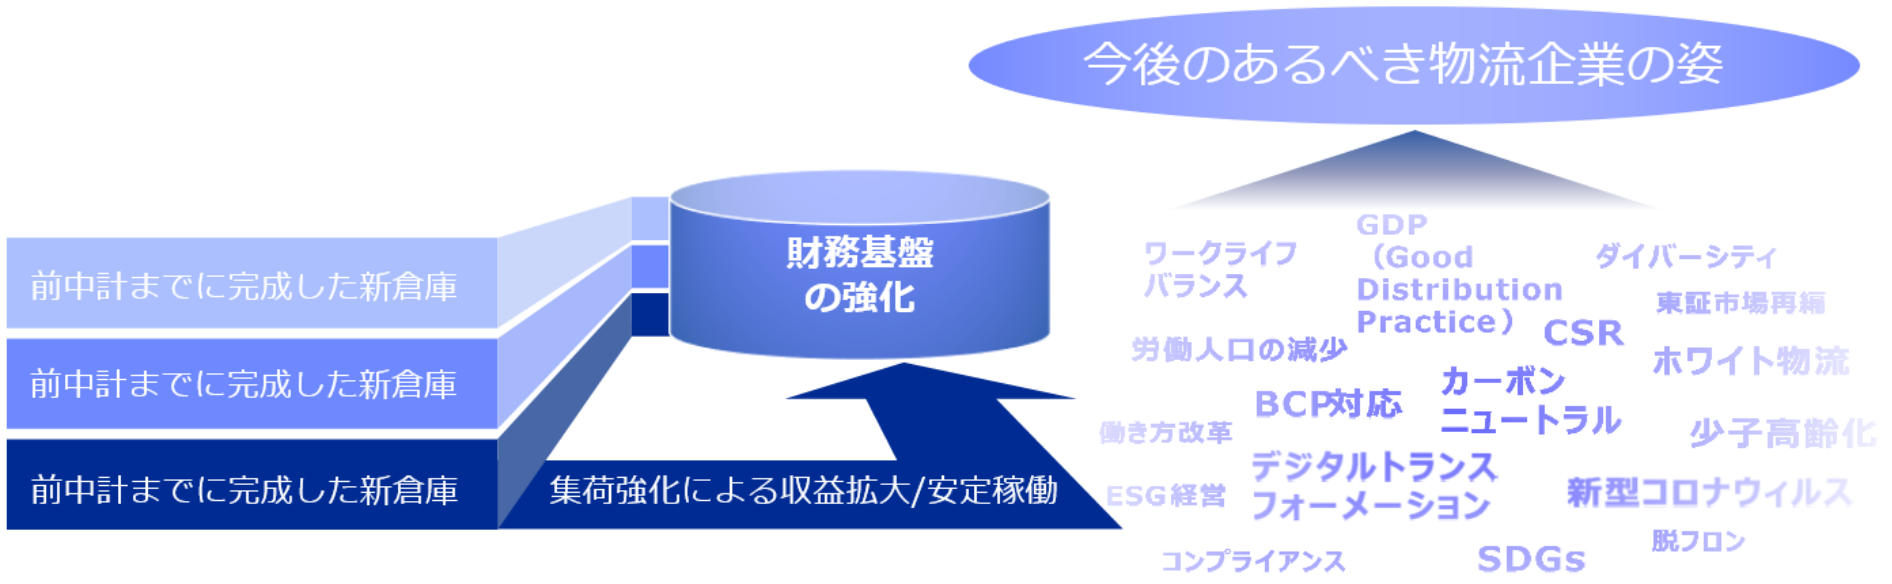 今後のあるべき物流企業の姿
前中計までに完成した新倉庫
前中計までに完成した新倉庫
前中計までに完成した新倉庫
財務基盤
の強化
集荷強化による収益拡大/安定稼働
ワークライフ
バランス
GDP
（Good
Distribution
Practice）
ダイバーシティ
東証市場再編
CSR
労働人口の減少
ホワイト物流
BCP対応
カーボン
ニュートラル
働き方改革
少子高齢化
デジタルトランス
フォーメーション
ESG経営
新型コロナウィルス
脱フロン
コンプライアンス
SDGs